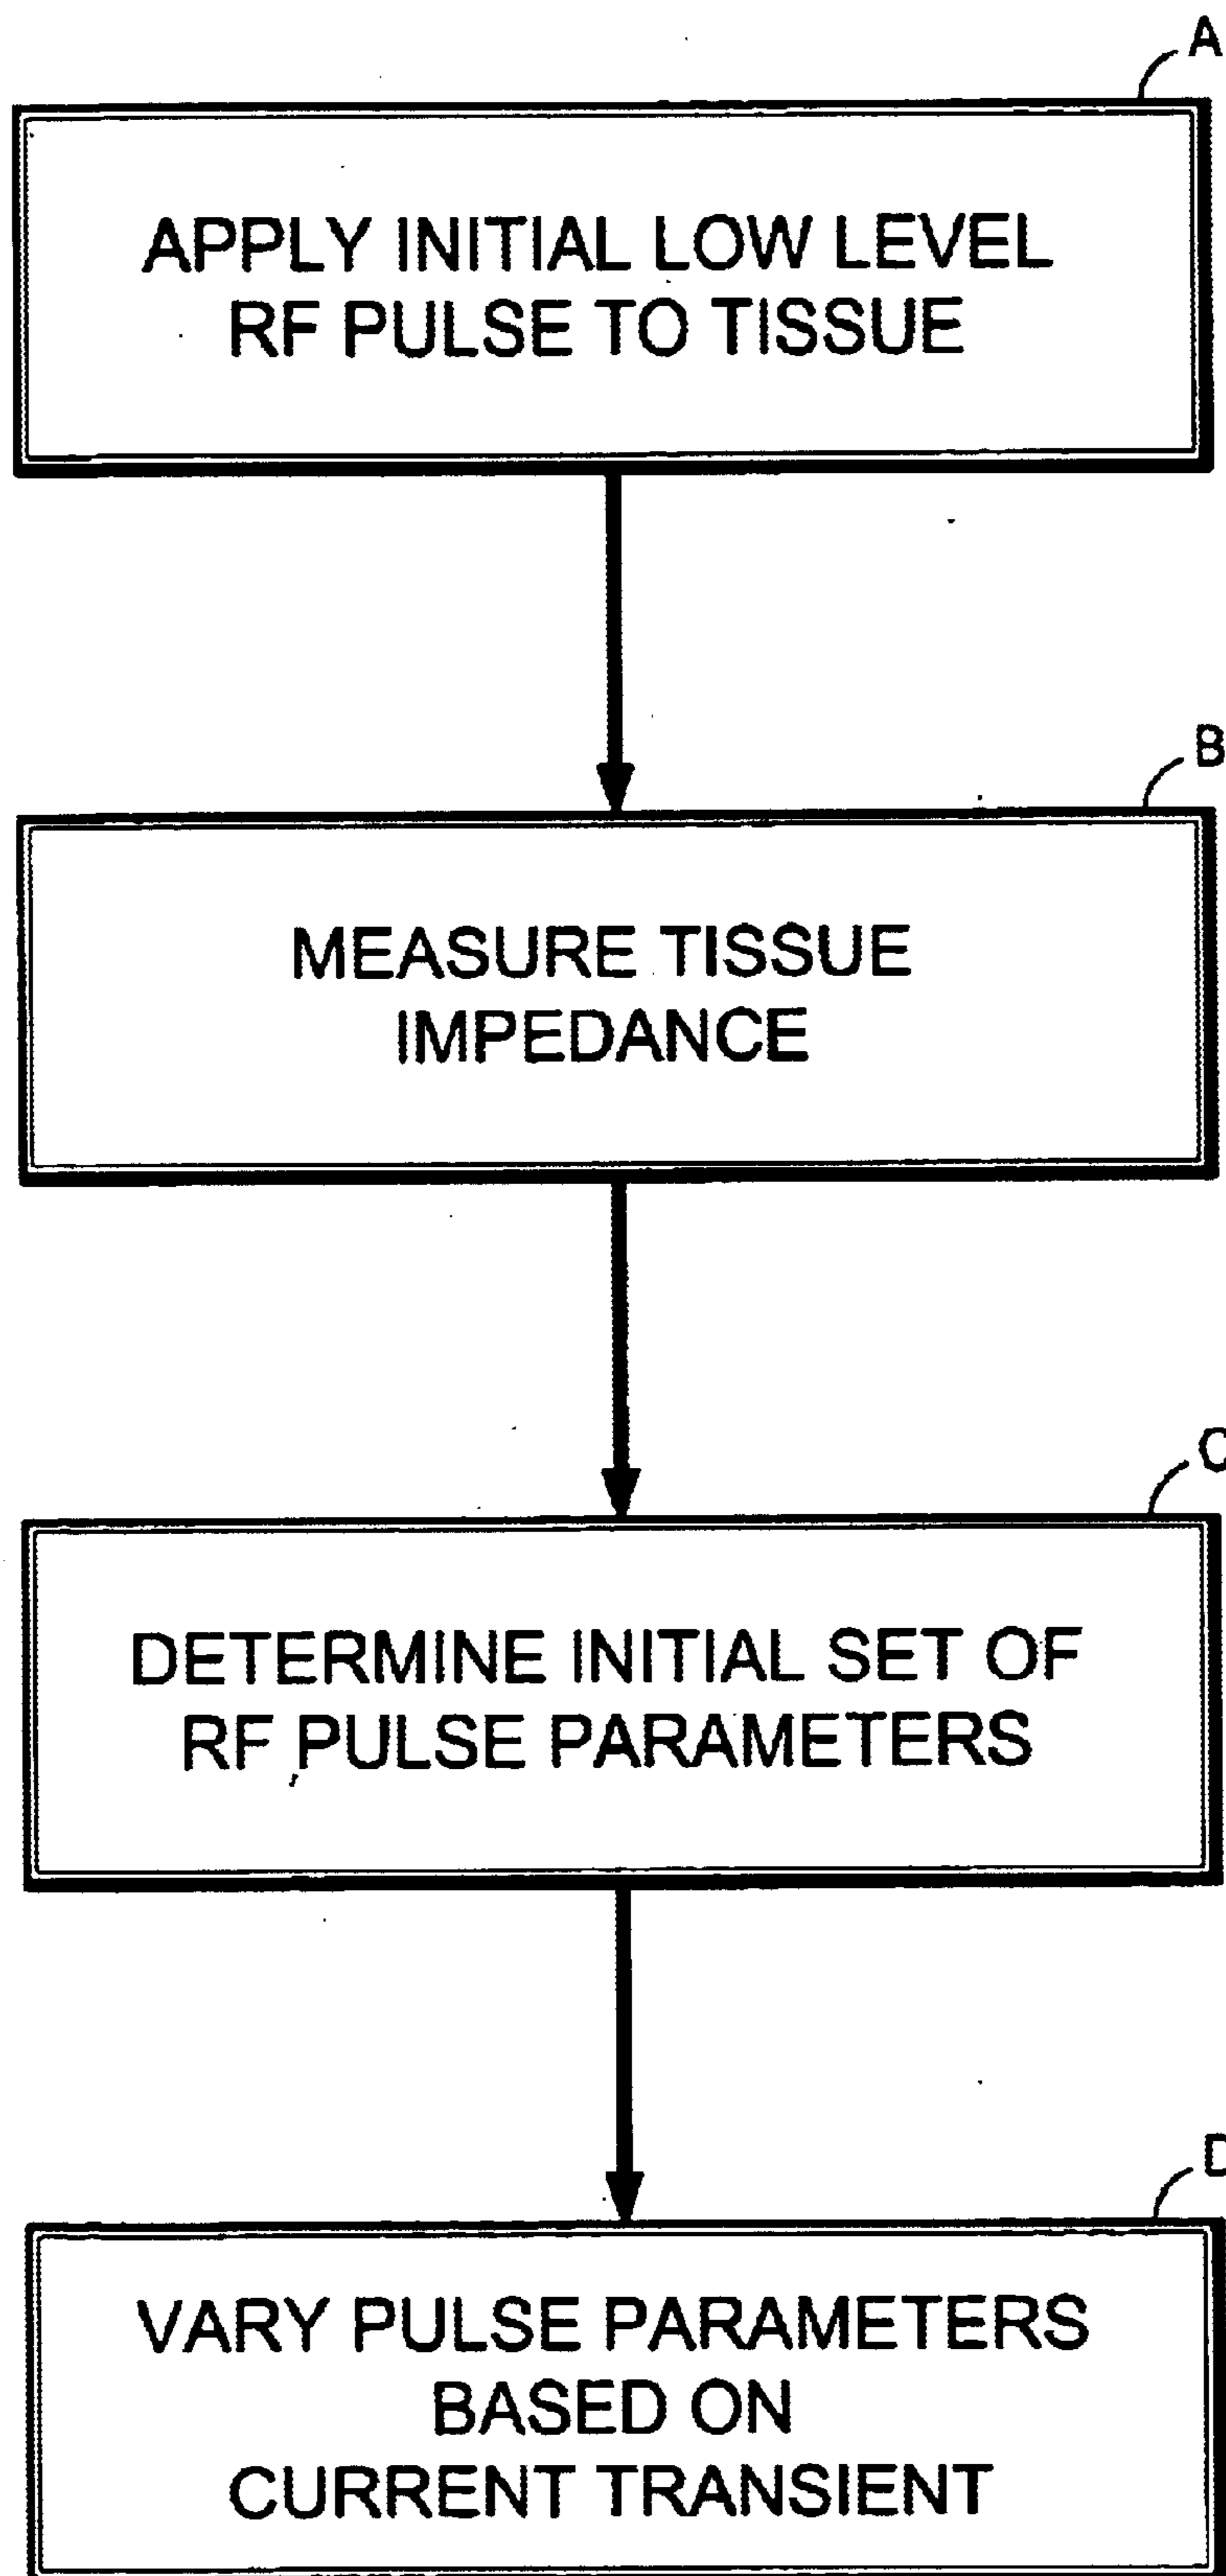 A
APPLY INITIAL LOW LEVEL
RF PULSE TO TISSUE
B
MEASURE TISSUE
IMPEDANCE
C
DETERMINE INITIAL SET OF
RF PULSE PARAMETERS
D
VARY PULSE PARAMETERS
BASED ON
CURRENT TRANSIENT